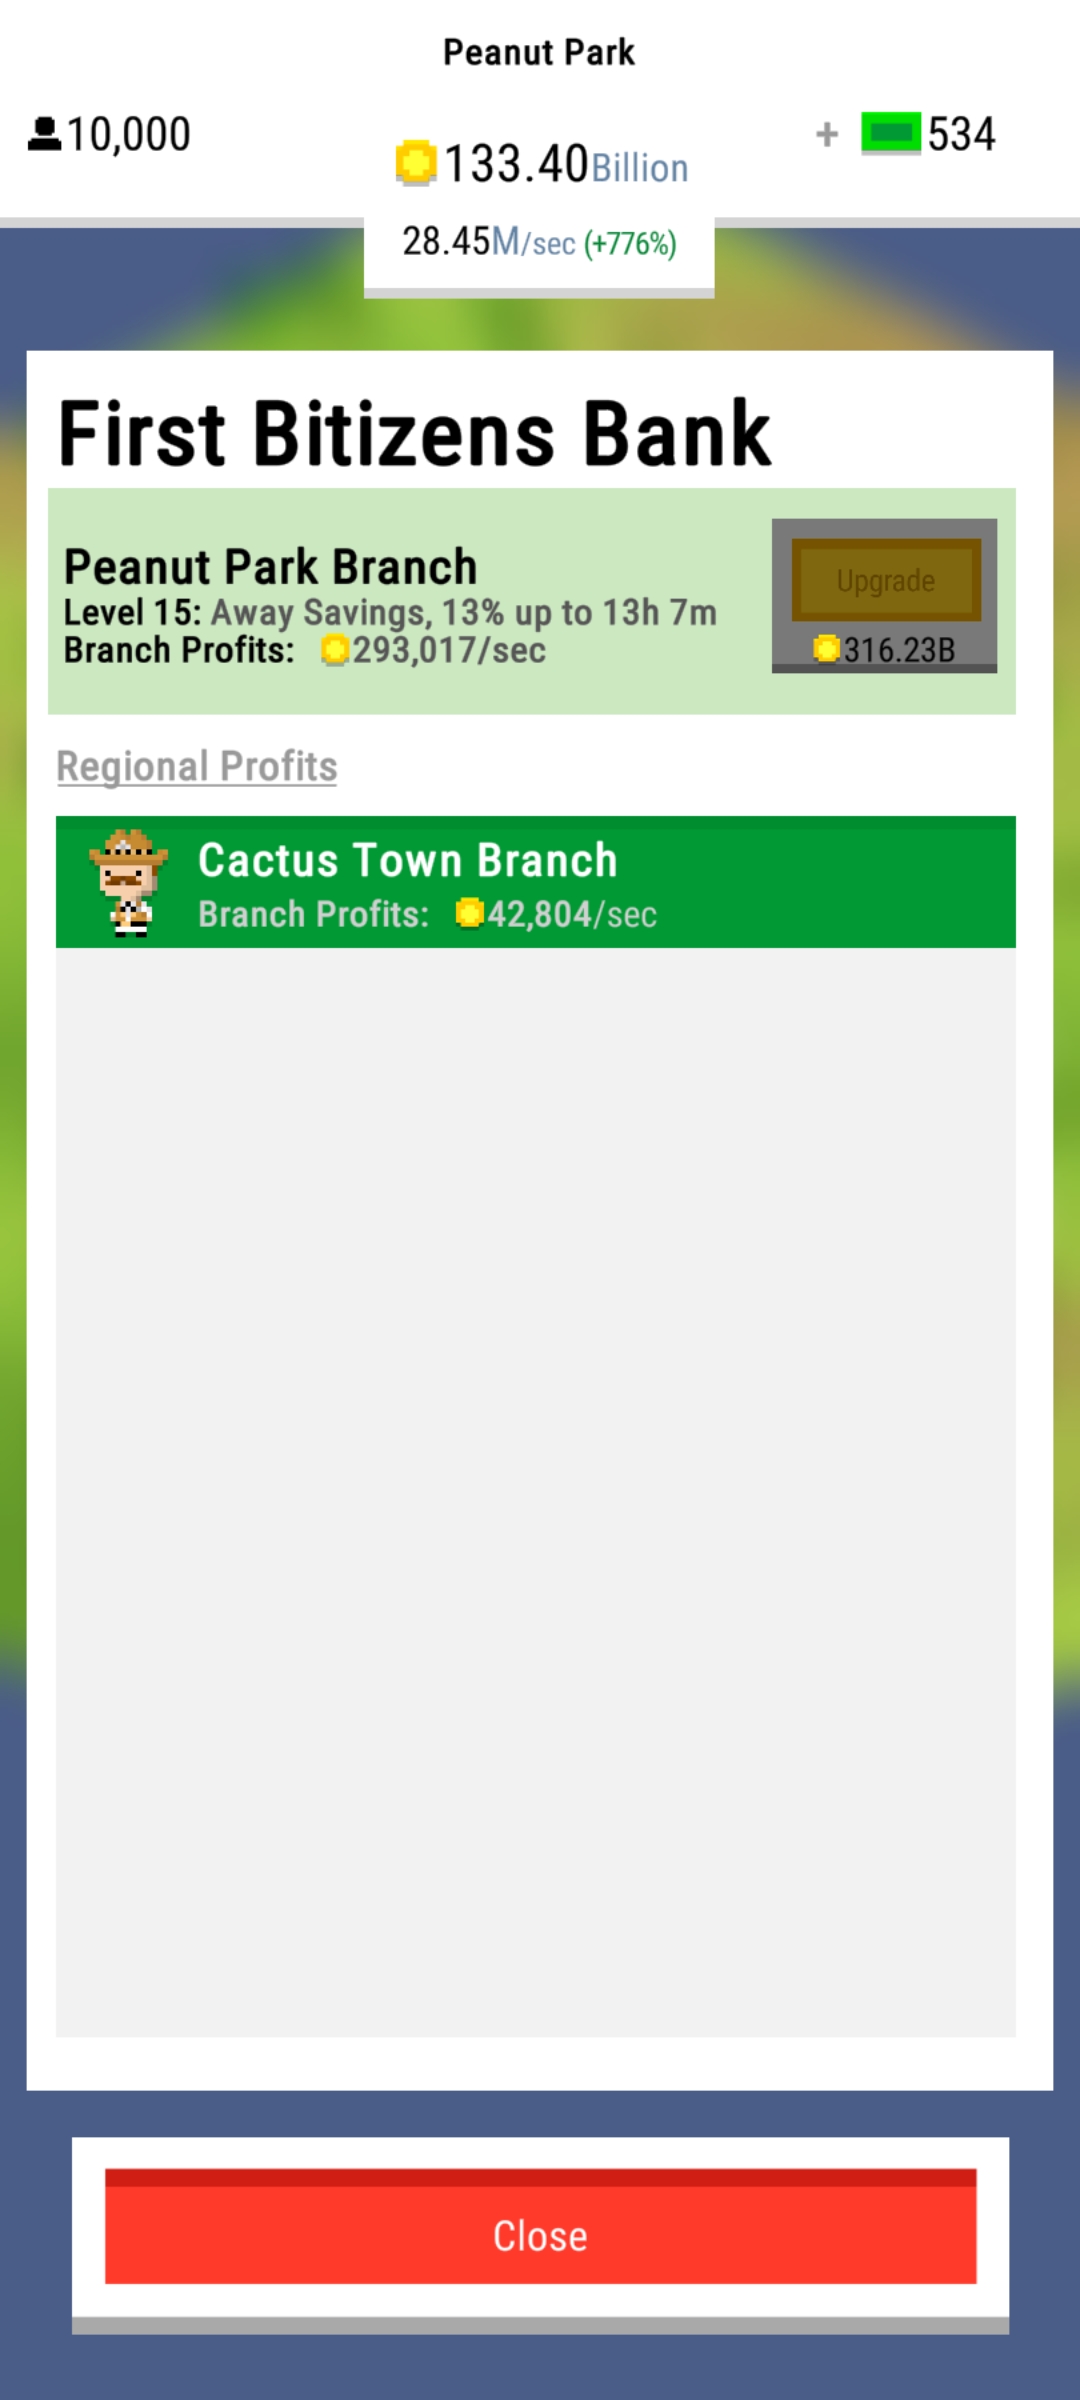 Peanut Park
10,000
133.40Billion
+ 534
28.45M/sec (+776%)
First Bitizens Bank
Peanut Park Branch
Level 15: Away Savings, 13% up to 13h 7m
Branch Profits: 293,017/sec
Upgrade
316.23B
Regional Profits
Cactus Town Branch
Branch Profits: 42,804/sec
Close